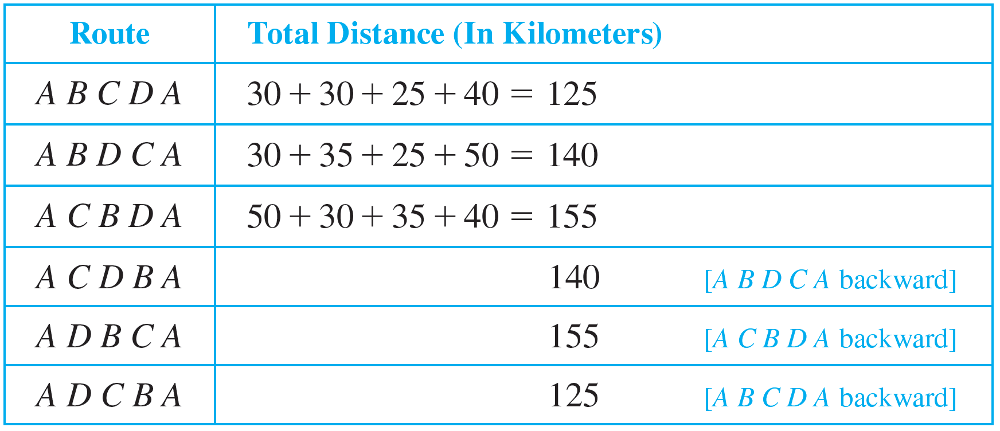 Route Total Distance (In Kilometers)
A B C D A 30 + 30 + 25 + 40 = 125
A B D C A 30 + 35 + 25 + 50 = 140
A C B D A 50 + 30 + 35 + 40 = 155
A C D B A 140 [A B D C A backward]
A D B C A 155 [A C B D A backward]
A D C B A 125 [A B C D A backward]